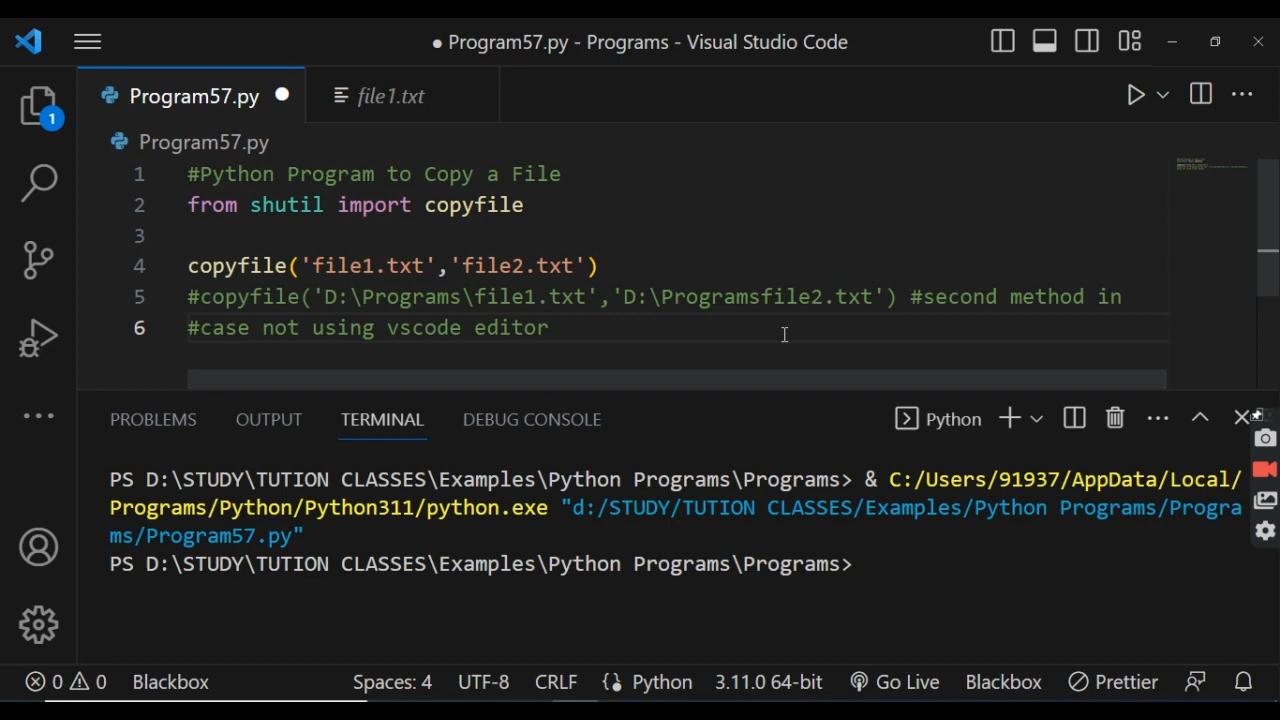 ● Program57.py - Programs - Visual Studio Code
Program57.py ●
file1.txt
1
Program57.py
1 #Python Program to Copy a File
2 from shutil import copyfile
3
4 copyfile('file1.txt','file2.txt')
5 #copyfile('D:\Programs\file1.txt','D:\Programsfile2.txt') #second method in
6 #case not using vscode editor
PROBLEMS OUTPUT TERMINAL DEBUG CONSOLE
Python
PS D:\STUDY\TUTION CLASSES\Examples\Python Programs\Programs> & C:/Users/91937/AppData/Local/
Programs/Python/Python311/python.exe "d:/STUDY/TUTION CLASSES/Examples/Python Programs/Progra
ms/Program57.py"
PS D:\STUDY\TUTION CLASSES\Examples\Python Programs\Programs>
0 0 Blackbox Spaces: 4 UTF-8 CRLF Python 3.11.0 64-bit Go Live Blackbox Prettier